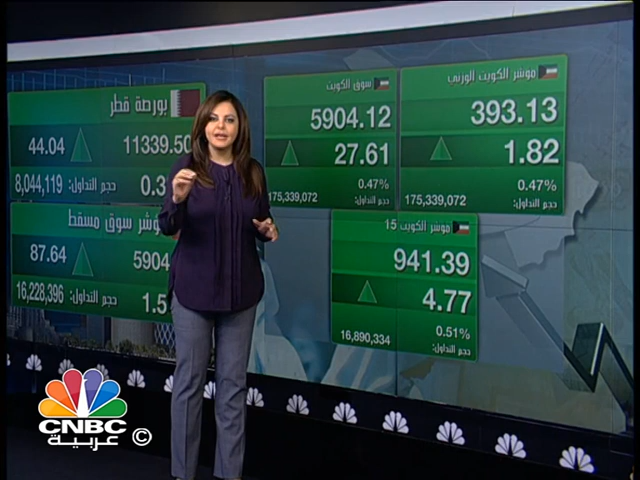 بورصة قطر
44.04 11339.50
8,044,119 حجم التداول: 0.3
سوق مسقط
87.64 5904
16,228,396 حجم التداول: 1.5
سوق الكويت
5904.12
27.61
0.47%
175,339,072
مؤشر الكويت الوزني
393.13
1.82
0.47%
175,339,072 حجم التداول:
مؤشر الكويت 15
941.39
4.77
0.51%
16,890,334 حجم التداول:
CNBC
عربية ©